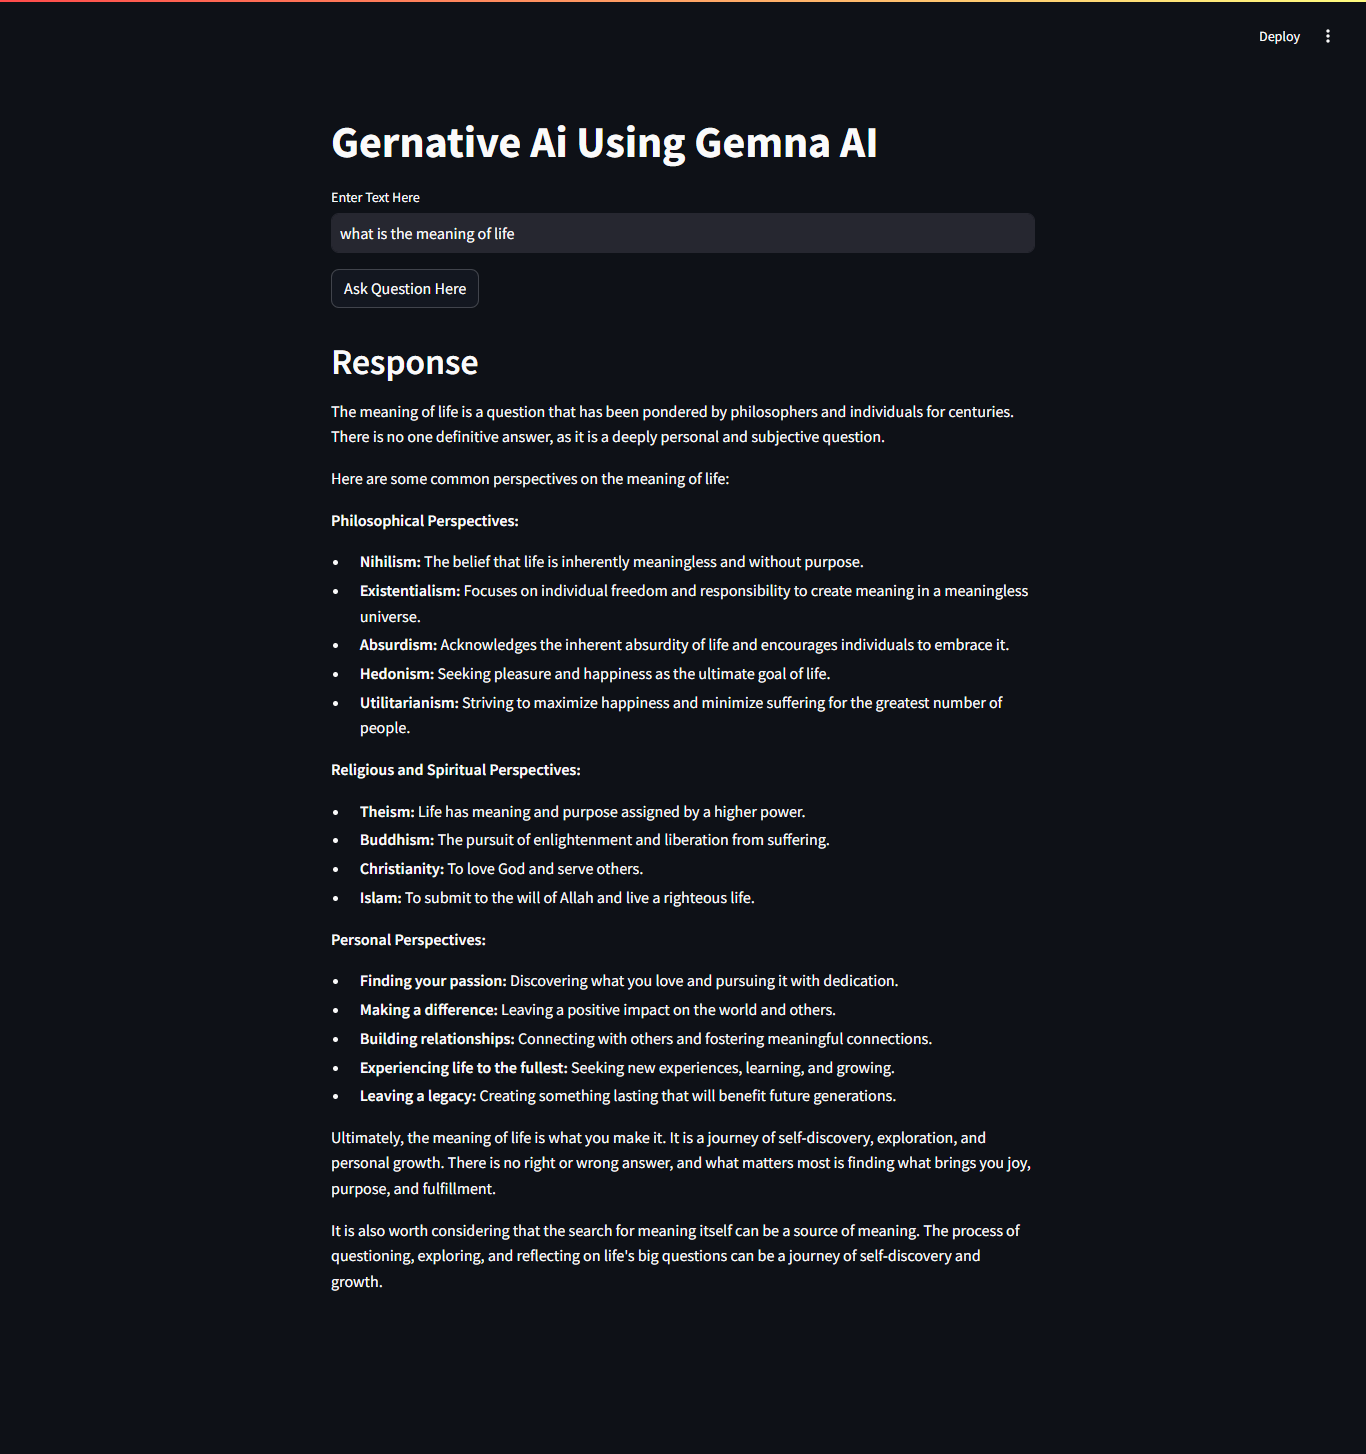 Deploy
Gernative Ai Using Gemna AI
Enter Text Here
what is the meaning of life
Ask Question Here
Response
The meaning of life is a question that has been pondered by philosophers and individuals for centuries.
There is no one definitive answer, as it is a deeply personal and subjective question.
Here are some common perspectives on the meaning of life:
Philosophical Perspectives:
• Nihilism: The belief that life is inherently meaningless and without purpose.
• Existentialism: Focuses on individual freedom and responsibility to create meaning in a meaningless
universe.
• Absurdism: Acknowledges the inherent absurdity of life and encourages individuals to embrace it.
• Hedonism: Seeking pleasure and happiness as the ultimate goal of life.
• Utilitarianism: Striving to maximize happiness and minimize suffering for the greatest number of
people.
Religious and Spiritual Perspectives:
• Theism: Life has meaning and purpose assigned by a higher power.
• Buddhism: The pursuit of enlightenment and liberation from suffering.
• Christianity: To love God and serve others.
• Islam: To submit to the will of Allah and live a righteous life.
Personal Perspectives:
• Finding your passion: Discovering what you love and pursuing it with dedication.
• Making a difference: Leaving a positive impact on the world and others.
• Building relationships: Connecting with others and fostering meaningful connections.
• Experiencing life to the fullest: Seeking new experiences, learning, and growing.
• Leaving a legacy: Creating something lasting that will benefit future generations.
Ultimately, the meaning of life is what you make it. It is a journey of self-discovery, exploration, and
personal growth. There is no right or wrong answer, and what matters most is finding what brings you joy,
purpose, and fulfillment.
It is also worth considering that the search for meaning itself can be a source of meaning. The process of
questioning, exploring, and reflecting on life's big questions can be a journey of self-discovery and
growth.